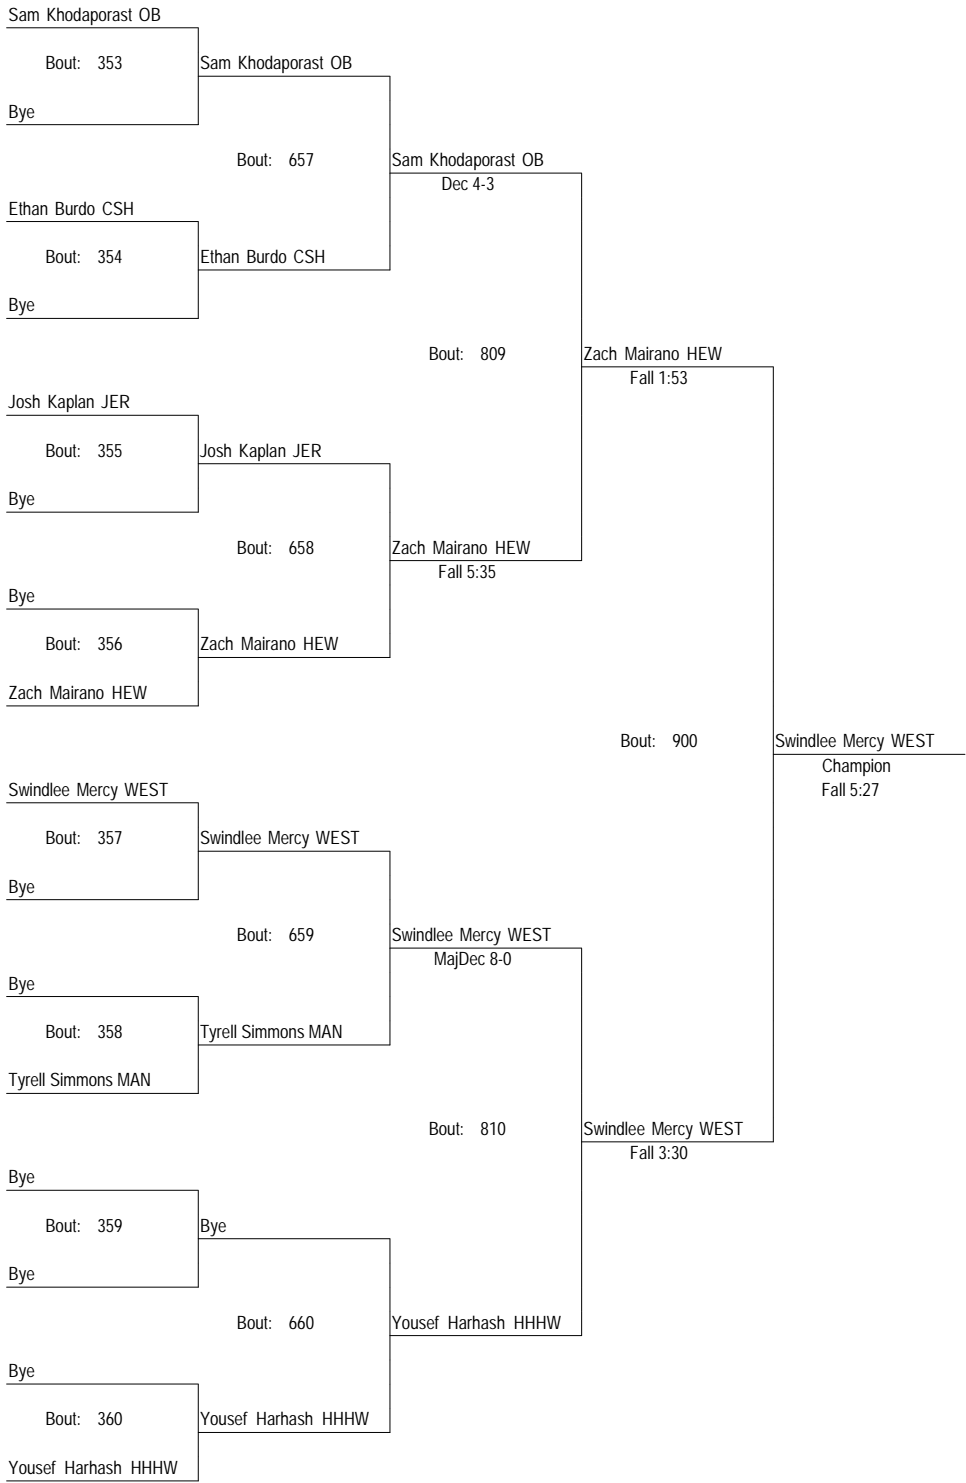 Sam Khodaporast OB
Bout: 353 Sam Khodaporast OB
Bye
Bout: 657 Sam Khodaporast OB
Dec 4-3
Ethan Burdo CSH
Bout: 354 Ethan Burdo CSH
Bye
Bout: 809 Zach Mairano HEW
Fall 1:53
Josh Kaplan JER
Bout: 355 Josh Kaplan JER
Bye
Bout: 658 Zach Mairano HEW
Fall 5:35
Bye
Bout: 356 Zach Mairano HEW
Zach Mairano HEW
Bout: 900 Swindlee Mercy WEST
Champion
Fall 5:27
Swindlee Mercy WEST
Bout: 357 Swindlee Mercy WEST
Bye
Bout: 659 Swindlee Mercy WEST
MajDec 8-0
Bye
Bout: 358 Tyrell Simmons MAN
Tyrell Simmons MAN
Bout: 810 Swindlee Mercy WEST
Fall 3:30
Bye
Bout: 359 Bye
Bye
Bout: 660 Yousef Harhash HHHW
Bye
Bout: 360 Yousef Harhash HHHW
Yousef Harhash HHHW